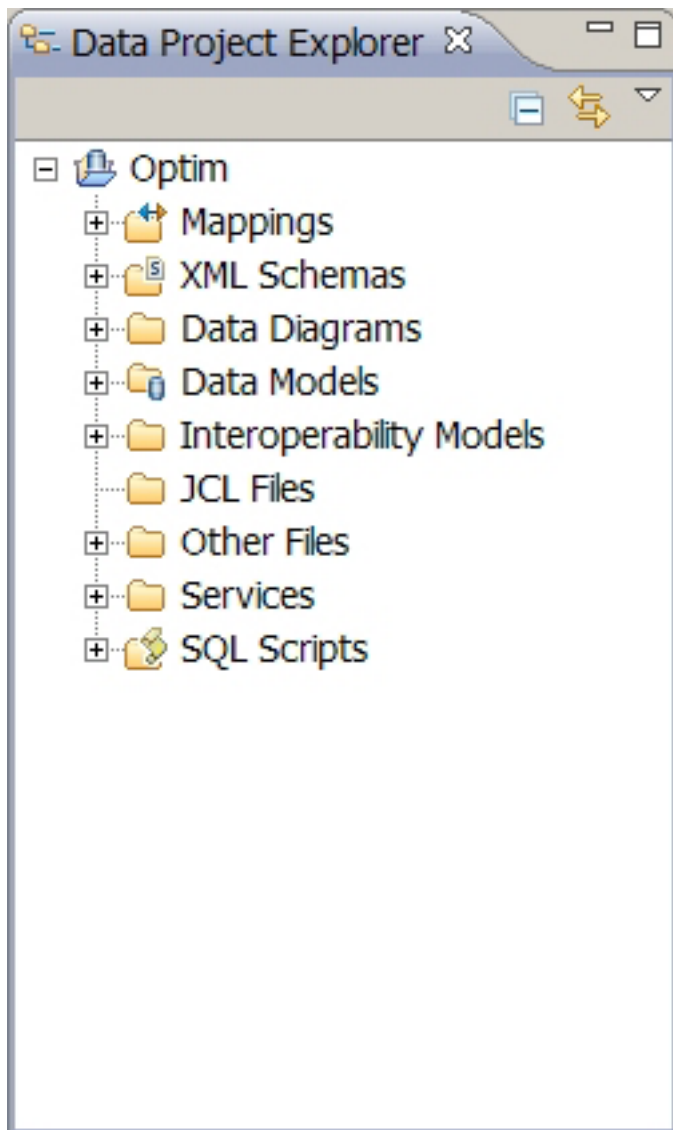 Data Project Explorer
Optim
Mappings
XML Schemas
Data Diagrams
Data Models
Interoperability Models
JCL Files
Other Files
Services
SQL Scripts